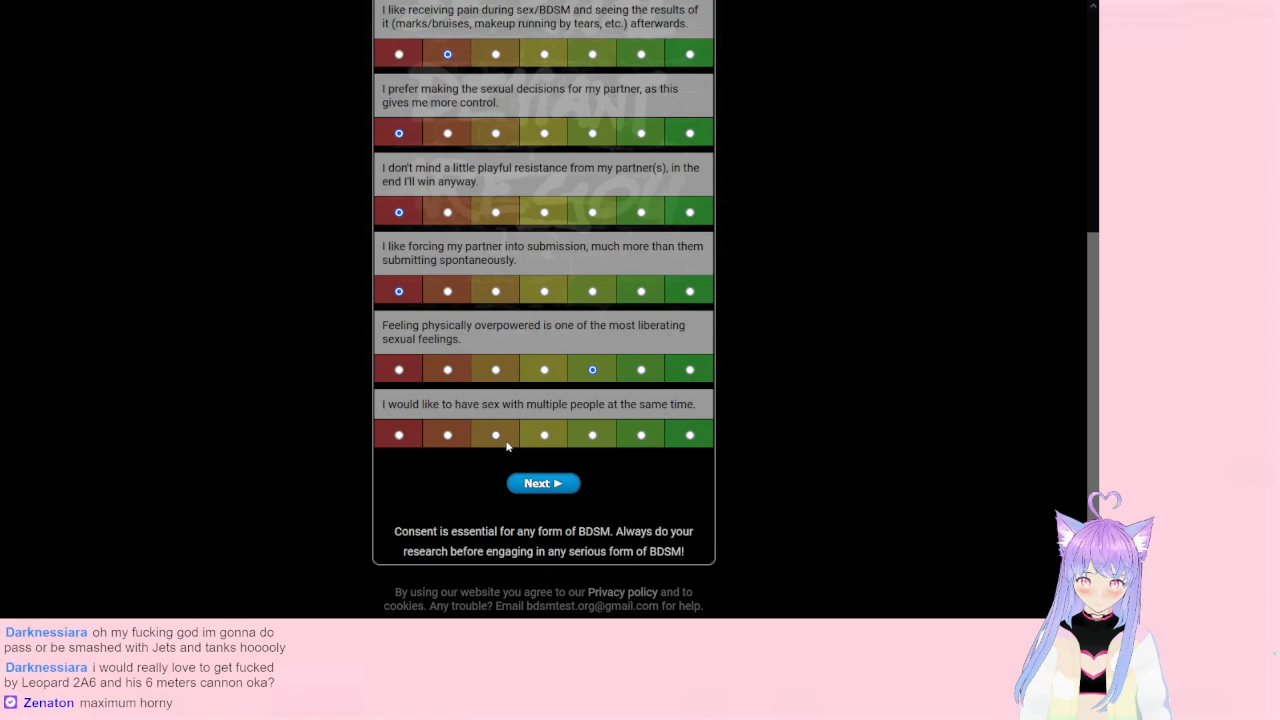 I like receiving pain during sex/BDSM and seeing the results of
it (marks/bruises, makeup running by tears, etc.) afterwards.
I prefer making the sexual decisions for my partner, as this
gives me more control.
I don't mind a little playful resistance from my partner(s), in the
end I'll win anyway.
I like forcing my partner into submission, much more than them
submitting spontaneously.
Feeling physically overpowered is one of the most liberating
sexual feelings.
I would like to have sex with multiple people at the same time.
Next ►
Consent is essential for any form of BDSM. Always do your
research before engaging in any serious form of BDSM!
By using our website you agree to our Privacy policy and to
cookies. Any trouble? Email bdsmtest.org@gmail.com for help.
Darknessiara oh my fucking god im gonna do
pass or be smashed with Jets and tanks hooooly
Darknessiara i would really love to get fucked
by Leopard 2A6 and his 6 meters cannon oka?
Zenaton maximum horny